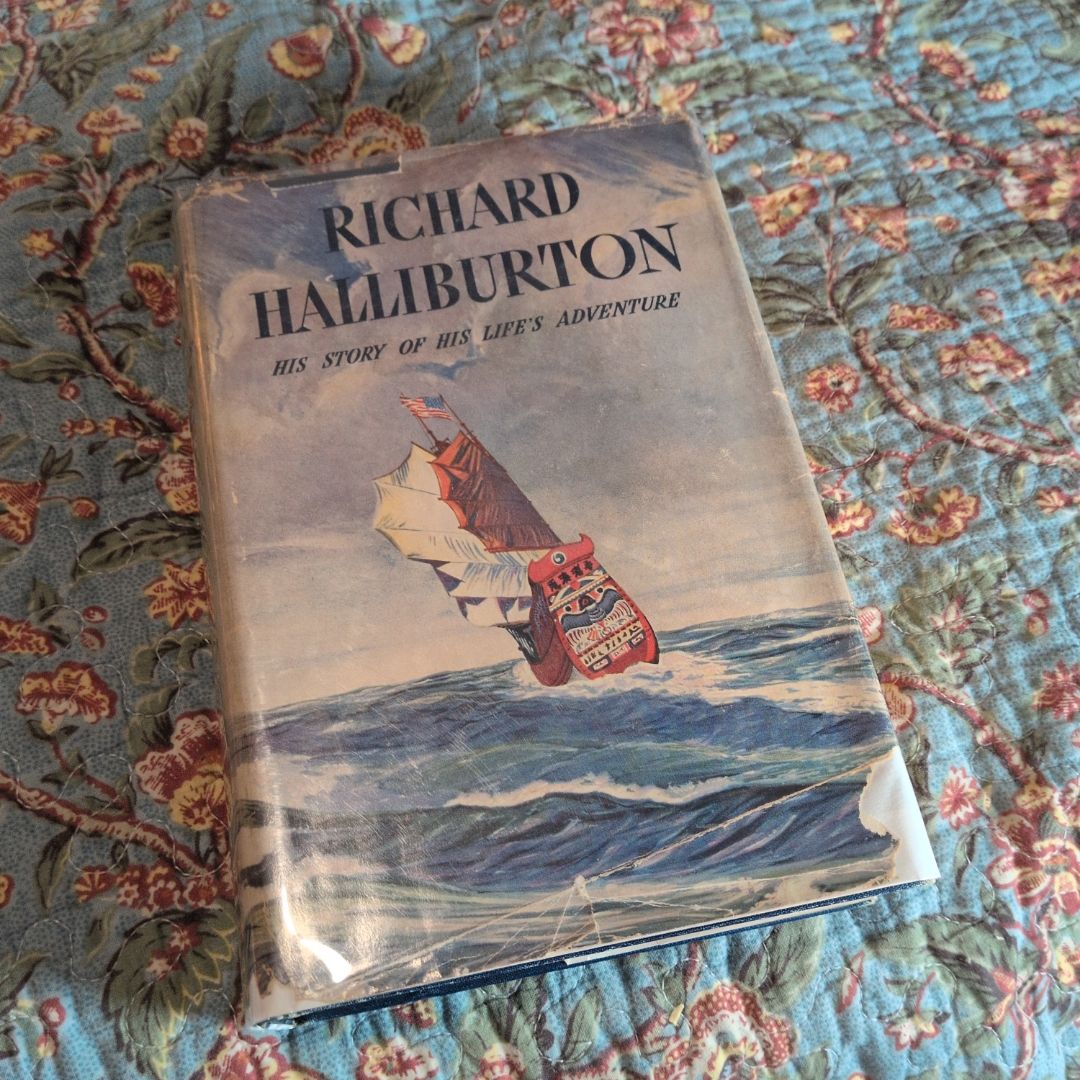 RICHARD
HALLIBURTON
HIS STORY OF HIS LIFE'S ADVENTURE